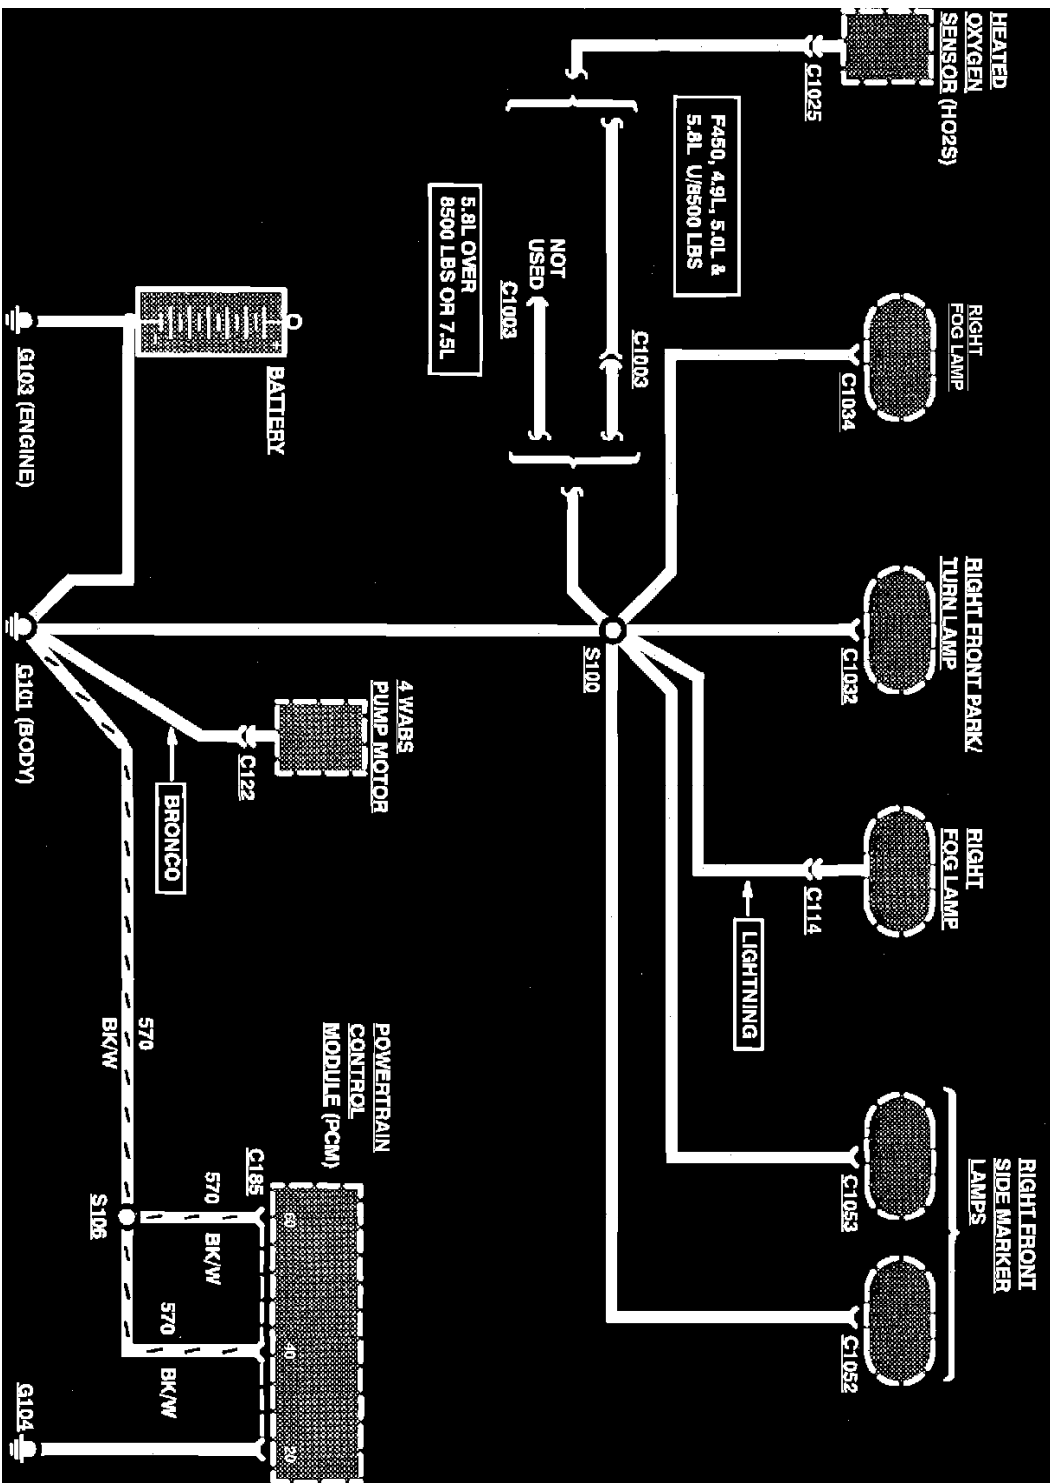 HEATED
OXYGEN
SENSOR (HO2S)
C1025
F450, 4.9L, 5.0L &
5.8L U/8500 LBS
C1003
NOT
USED
C1003
5.8L OVER
8500 LBS OR 7.5L
RIGHT
FOG LAMP
C1034
RIGHT FRONT PARK/
TURN LAMP
C1032
RIGHT
FOG LAMP
C114
LIGHTNING
RIGHT FRONT
SIDE MARKER
LAMPS
C1053
C1052
S100
BATTERY
G103 (ENGINE)
G101 (BODY)
4 WABS
PUMP MOTOR
C122
BRONCO
570
BK/W
S106
POWERTRAIN
CONTROL
MODULE (PCM)
C185
60
40
20
570
BK/W
570
BK/W
G104